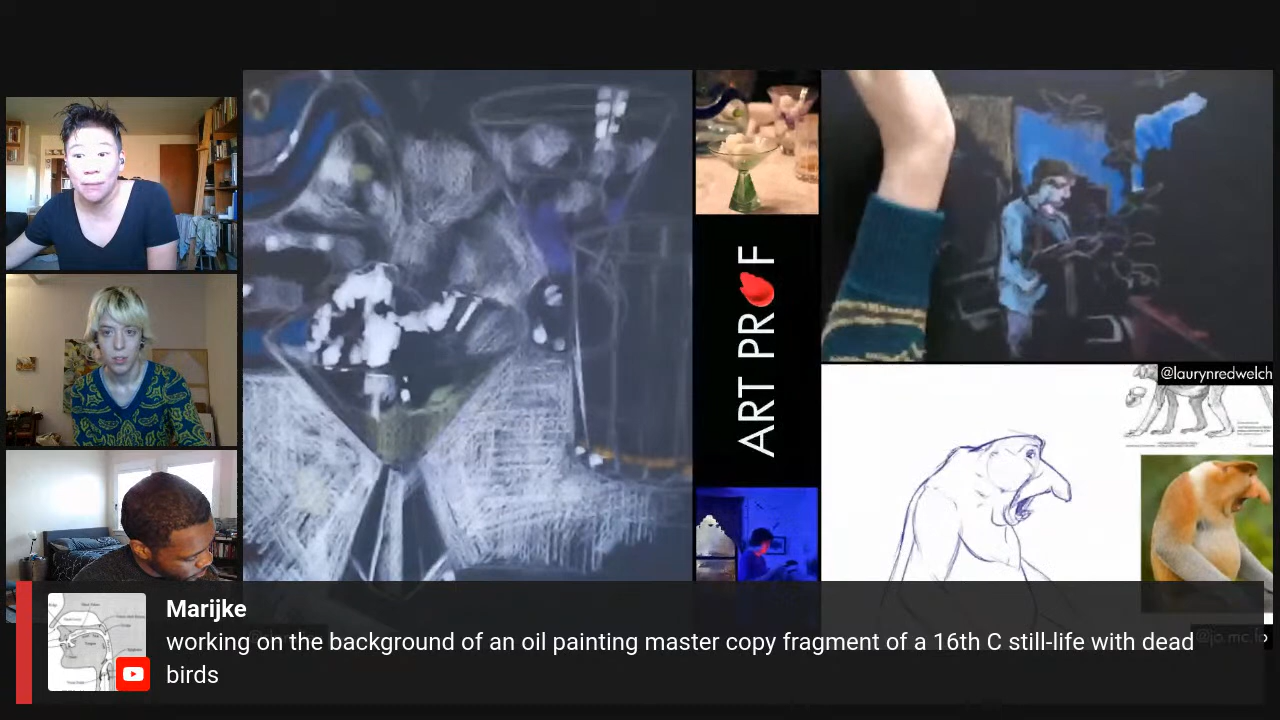 ART PROF
@laurynredwelch
Marijke
working on the background of an oil painting master copy fragment of a 16th C still-life with dead
birds